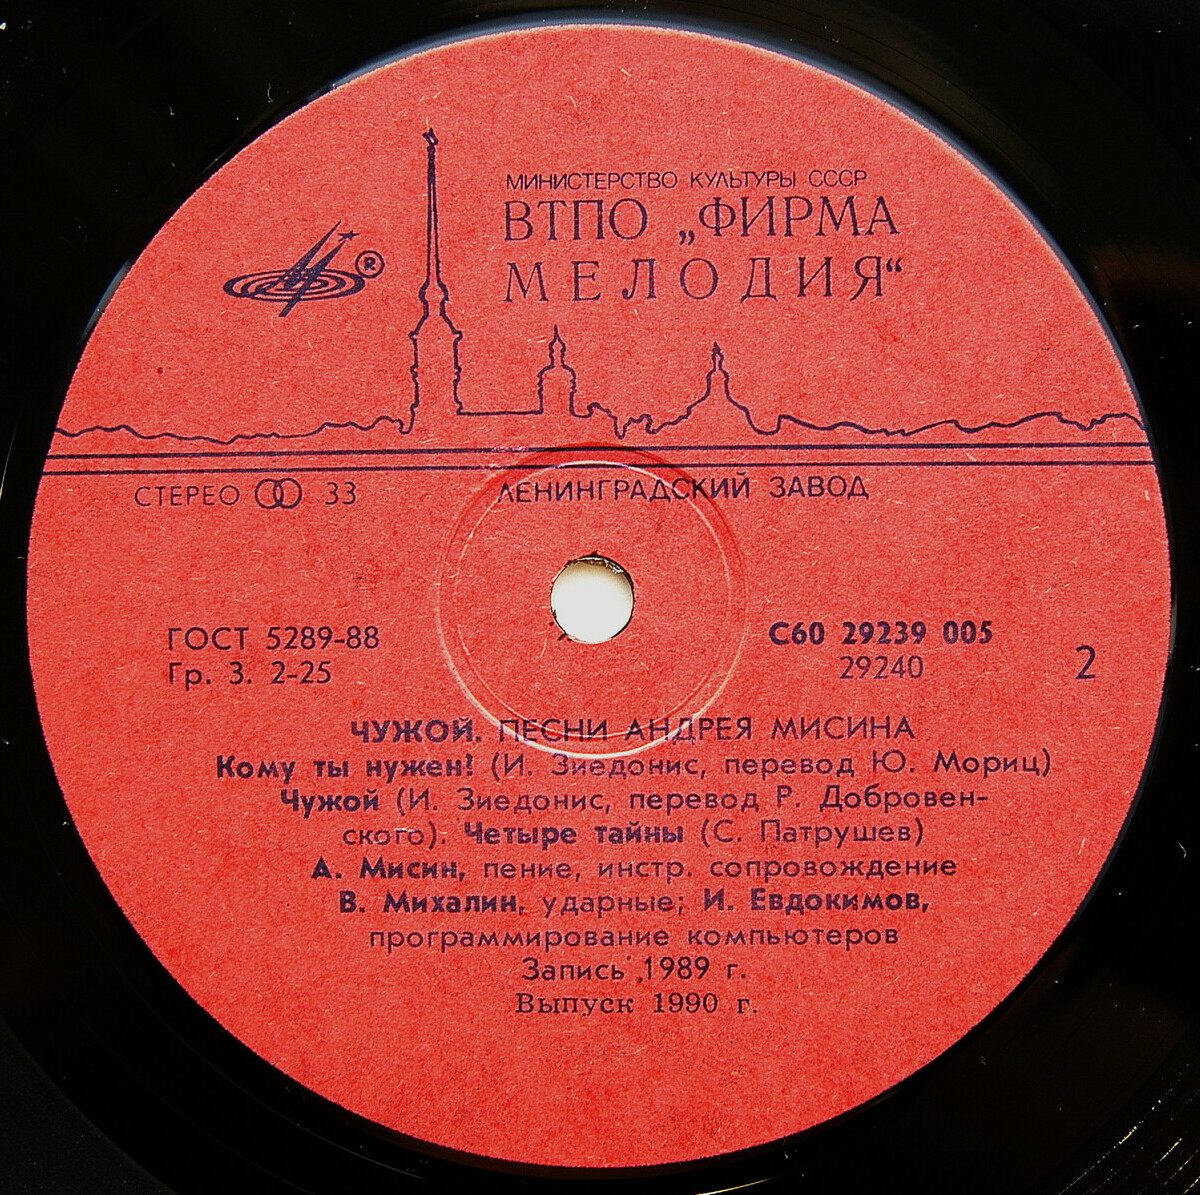 МИНИСТЕРСТВО КУЛЬТУРЫ СССР
ВТПО „ФИРМА
МЕЛОДИЯ“
®
СТЕРЕО 33
ЛЕНИНГРАДСКИЙ ЗАВОД
ГОСТ 5289-88
Гр. 3. 2-25
С60 29239 005
29240
2
ЧУЖОЙ. ПЕСНИ АНДРЕЯ МИСИНА
Кому ты нужен! (И. Зиедонис, перевод Ю. Мориц)
Чужой (И. Зиедонис, перевод Р. Добровен-
ского). Четыре тайны (С. Патрушев)
А. Мисин, пение, инстр. сопровождение
В. Михалин, ударные; И. Евдокимов,
программирование компьютеров
Запись 1989 г.
Выпуск 1990 г.